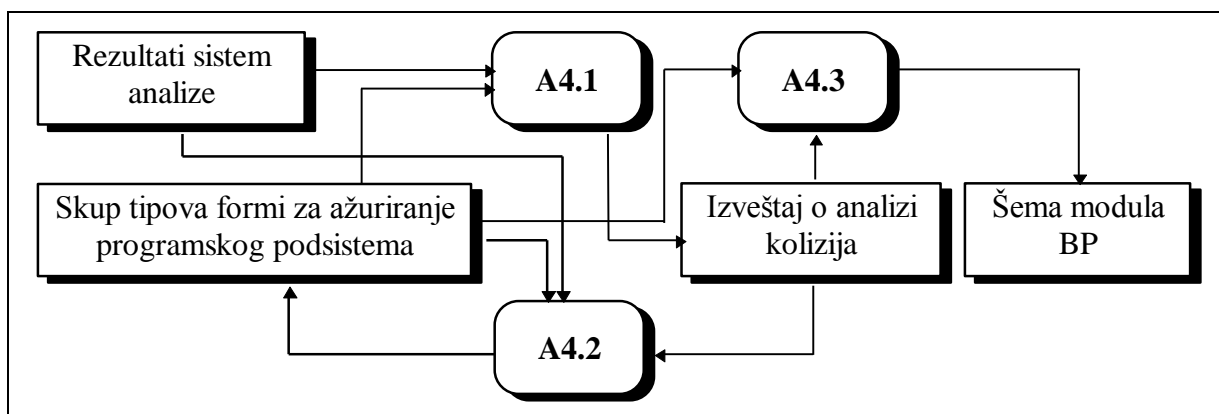 Rezultati sistem
analize
A4.1
A4.3
Skup tipova formi za ažuriranje
programskog podsistema
Izveštaj o analizi
kolizija
Šema modula
BP
A4.2